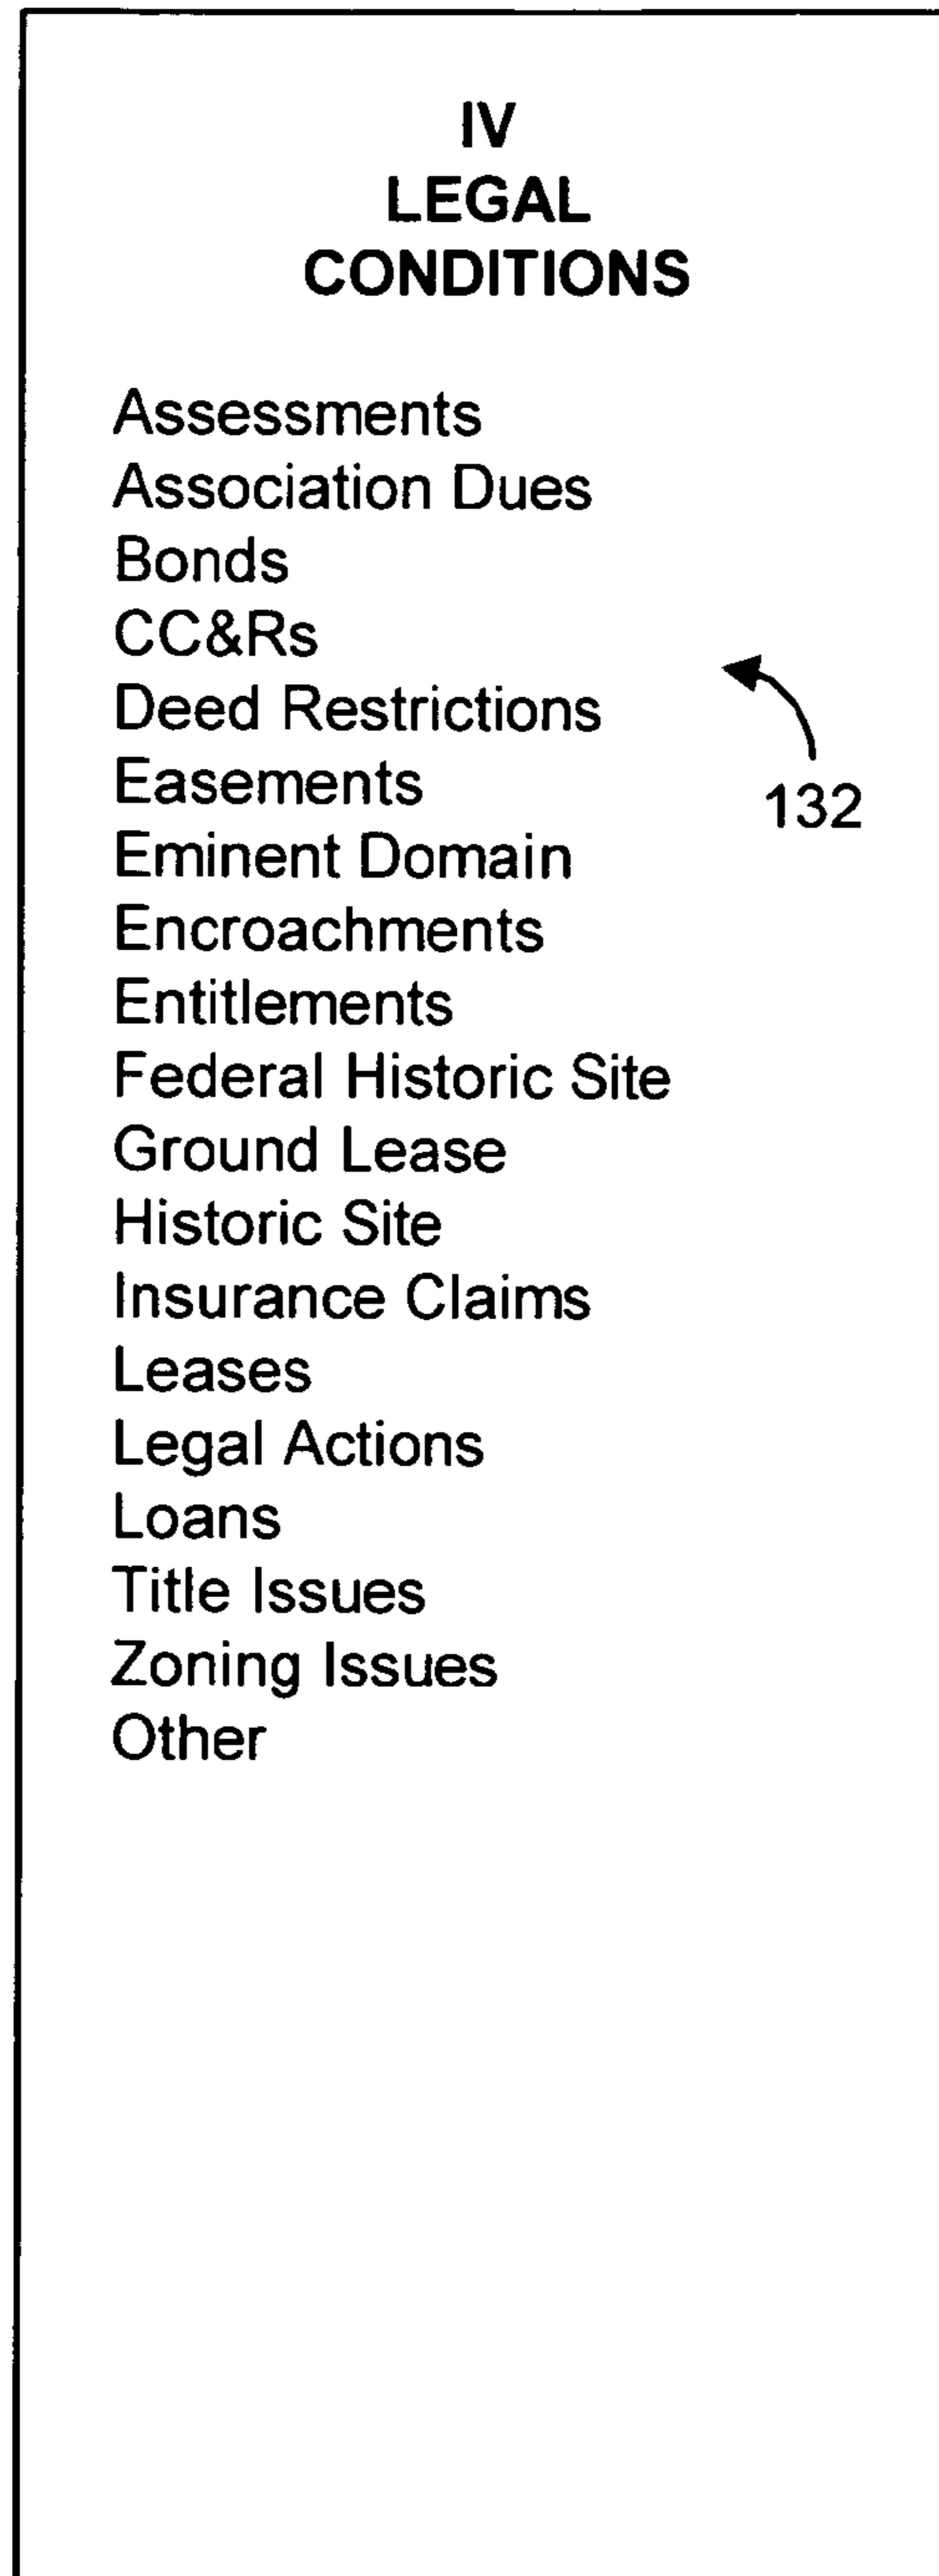 IV
LEGAL
CONDITIONS
Assessments
Association Dues
Bonds
CC&Rs
Deed Restrictions
Easements
Eminent Domain
Encroachments
Entitlements
Federal Historic Site
Ground Lease
Historic Site
Insurance Claims
Leases
Legal Actions
Loans
Title Issues
Zoning Issues
Other
132